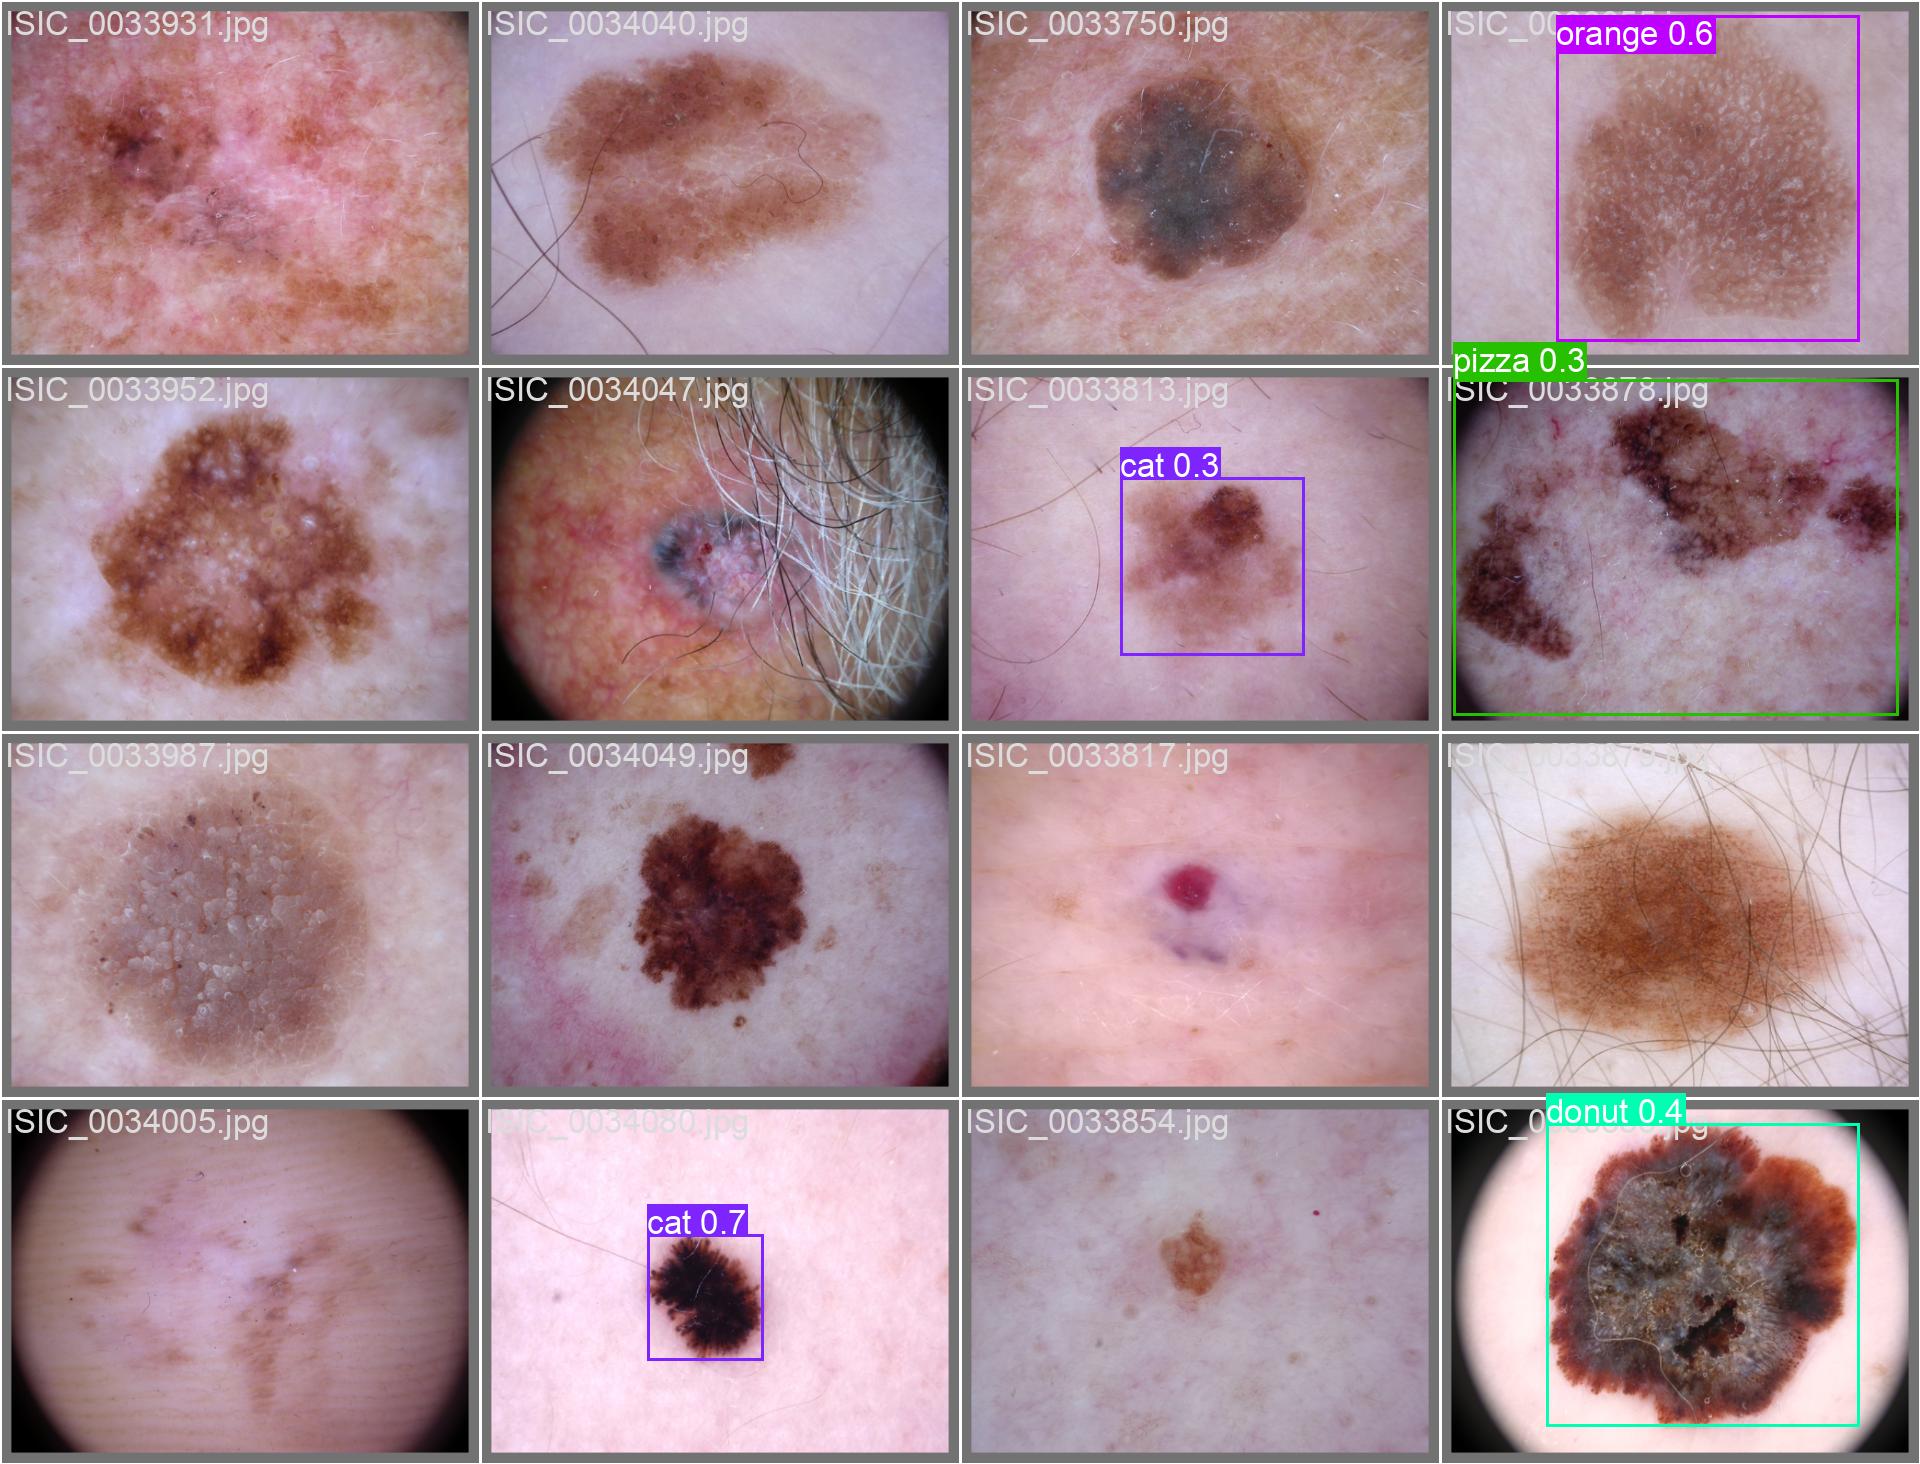 ISIC_0033931.jpg
ISIC_0034040.jpg
ISIC_0033750.jpg
orange 0.6
ISIC_0033952.jpg
ISIC_0034047.jpg
ISIC_0033813.jpg
pizza 0.3
ISIC_0033878.jpg
cat 0.3
ISIC_0033987.jpg
ISIC_0034049.jpg
ISIC_0033817.jpg
ISIC_0033879.jpg
ISIC_0034005.jpg
ISIC_0034080.jpg
ISIC_0033854.jpg
donut 0.4
cat 0.7